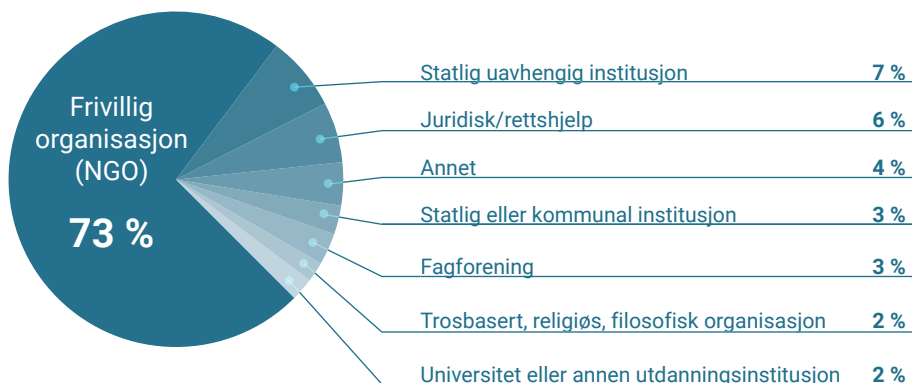 Frivillig
organisasjon
(NGO)
73 %
Statlig uavhengig institusjon 7 %
Juridisk/rettshjelp 6 %
Annet 4 %
Statlig eller kommunal institusjon 3 %
Fagforening 3 %
Trosbasert, religiøs, filosofisk organisasjon 2 %
Universitet eller annen utdanningsinstitusjon 2 %